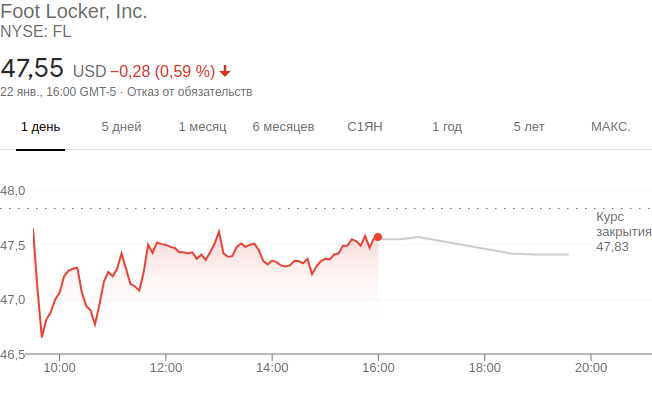 Foot Locker, Inc.
NYSE: FL
47,55 USD −0,28 (0,59 %)
22 янв., 16:00 GMT-5 · Отказ от обязательств
1 день 5 дней 1 месяц 6 месяцев С1ЯН 1 год 5 лет МАКС.
48,0
Курс
закрытия
47,83
47,5
47,0
46,5
10:00 12:00 14:00 16:00 18:00 20:00